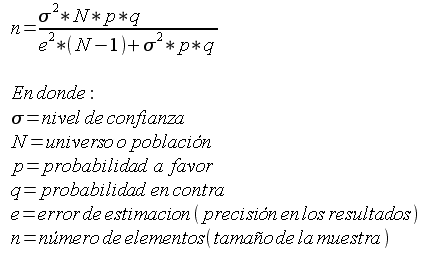 n=σ²*N*p*q
e²*(N−1)+σ²*p*q
En donde :
σ=nivel de confianza
N=universo o población
p=probabilidad a favor
q=probabilidad en contra
e=error de estimacion ( precisión en los resultados)
n=número de elementos(tamaño de la muestra )